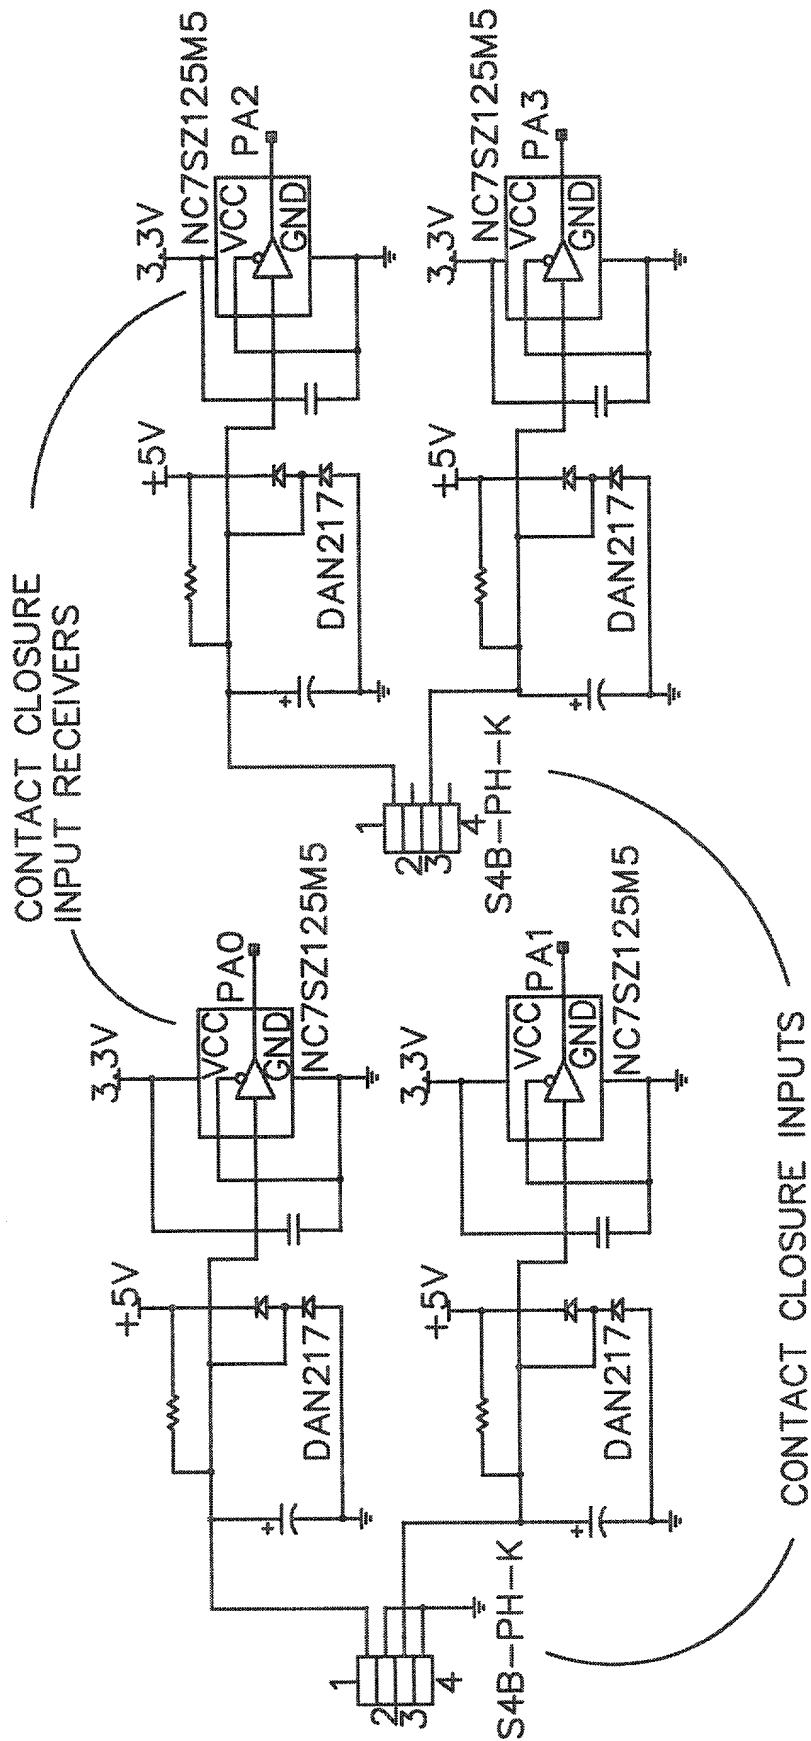 CONTACT CLOSURE
INPUT RECEIVERS
3.3V
VCC
GND
PA0
NC7SZ125M5
+5V
DAN217
+
1
2
3
4
S4B-PH-K
3.3V
VCC
GND
PA1
NC7SZ125M5
+5V
DAN217
+
3.3V
NC7SZ125M5
VCC
GND
PA2
+5V
DAN217
+
1
2
3
4
S4B-PH-K
3.3V
NC7SZ125M5
VCC
GND
PA3
+5V
DAN217
+
CONTACT CLOSURE INPUTS